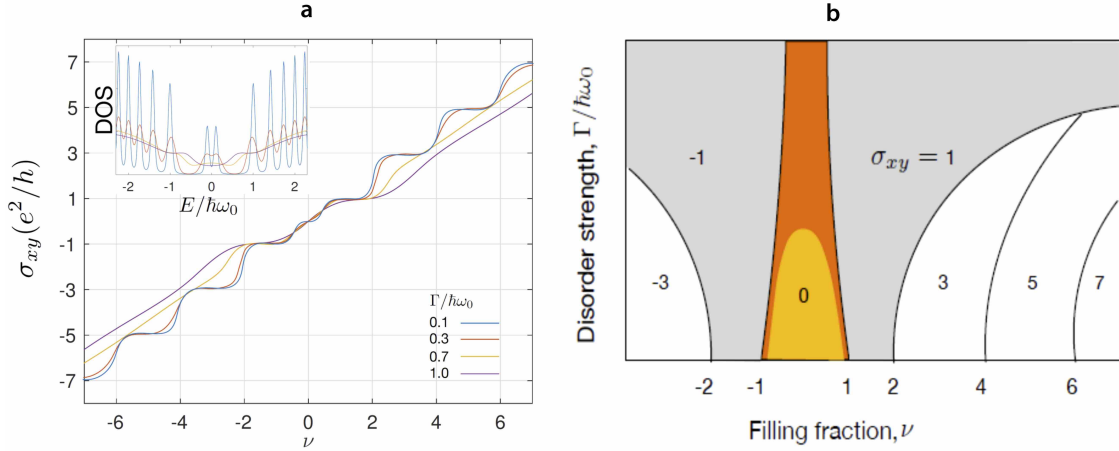 a
σ_xy(e²/h)
7
5
3
1
-1
-3
-5
-7
DOS
-2 -1 0 1 2
E/ħω₀
Γ/ħω₀
0.1
0.3
0.7
1.0
-6 -4 -2 0 2 4 6
ν
b
Disorder strength, Γ/ħω₀
-1
σ_xy = 1
-3
0
3
5
7
-2 -1 1 2 4 6
Filling fraction, ν